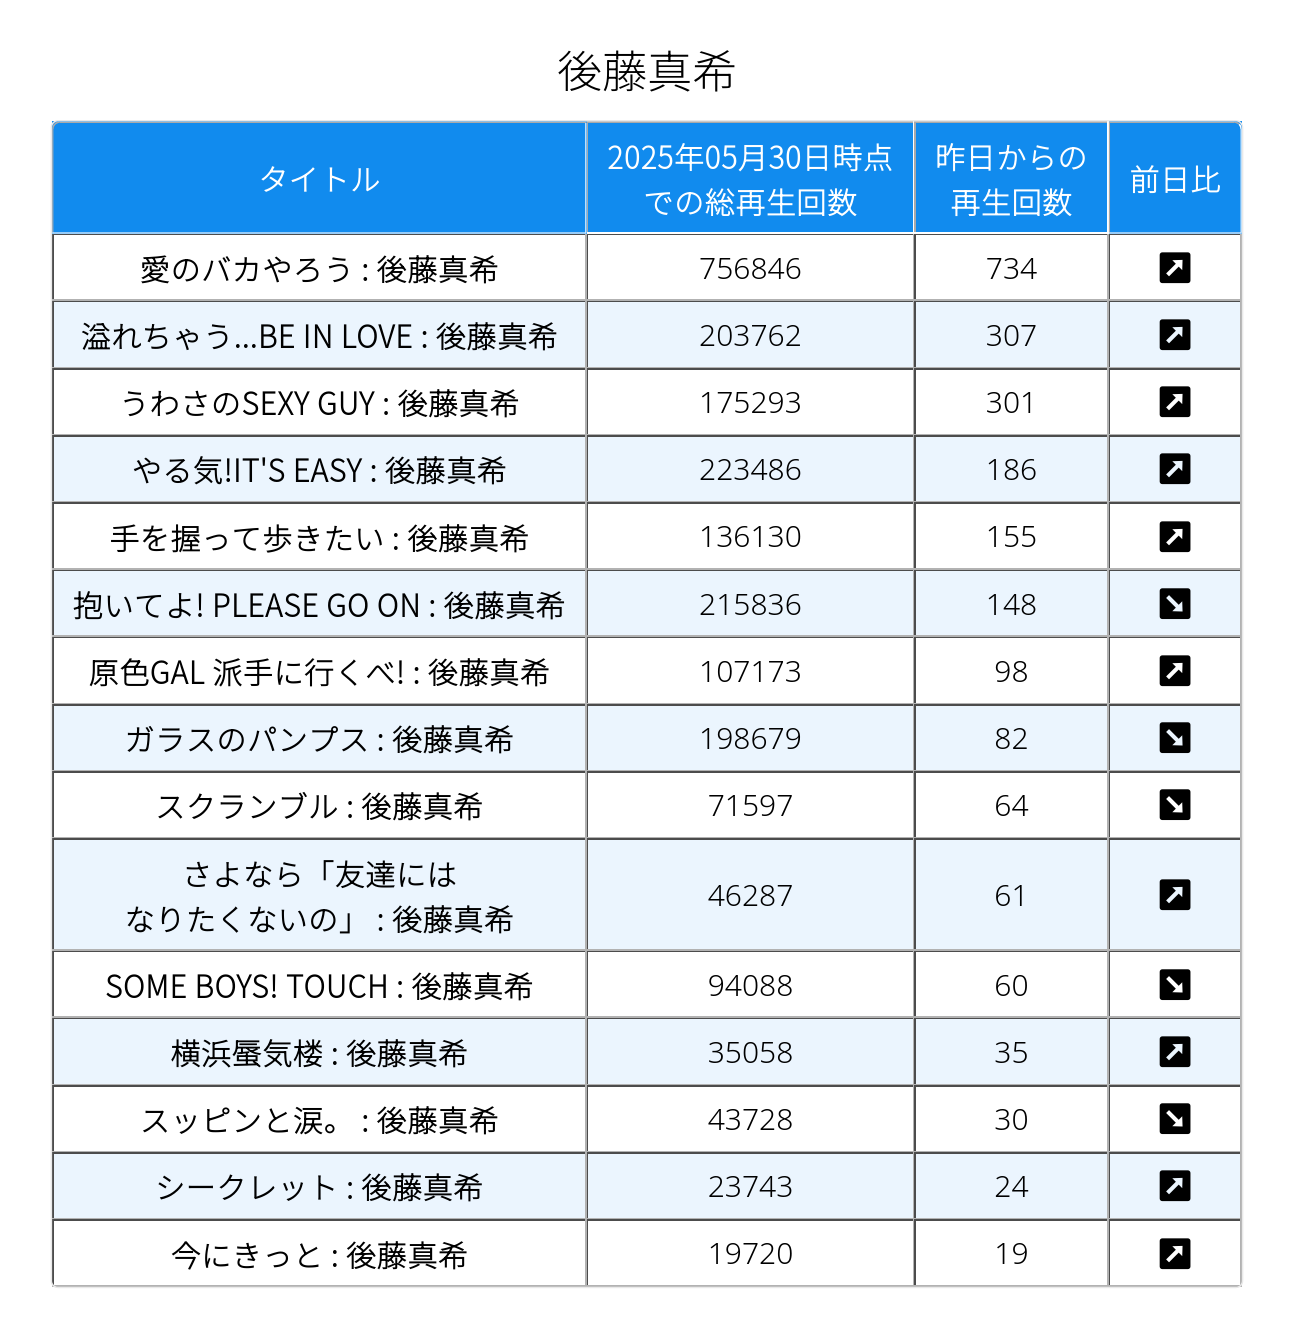 後藤真希
タイトル
2025年05月30日時点
での総再生回数
昨日からの
再生回数
前日比
愛のバカやろう : 後藤真希 756846 734 ↗
溢れちゃう...BE IN LOVE : 後藤真希 203762 307 ↗
うわさのSEXY GUY : 後藤真希 175293 301 ↗
やる気!IT'S EASY : 後藤真希 223486 186 ↗
手を握って歩きたい : 後藤真希 136130 155 ↗
抱いてよ! PLEASE GO ON : 後藤真希 215836 148 ↘
原色GAL 派手に行くべ! : 後藤真希 107173 98 ↗
ガラスのパンプス : 後藤真希 198679 82 ↘
スクランブル : 後藤真希 71597 64 ↘
さよなら「友達には
なりたくないの」 : 後藤真希 46287 61 ↗
SOME BOYS! TOUCH : 後藤真希 94088 60 ↘
横浜蜃気楼 : 後藤真希 35058 35 ↗
スッピンと涙。 : 後藤真希 43728 30 ↘
シークレット : 後藤真希 23743 24 ↗
今にきっと : 後藤真希 19720 19 ↗